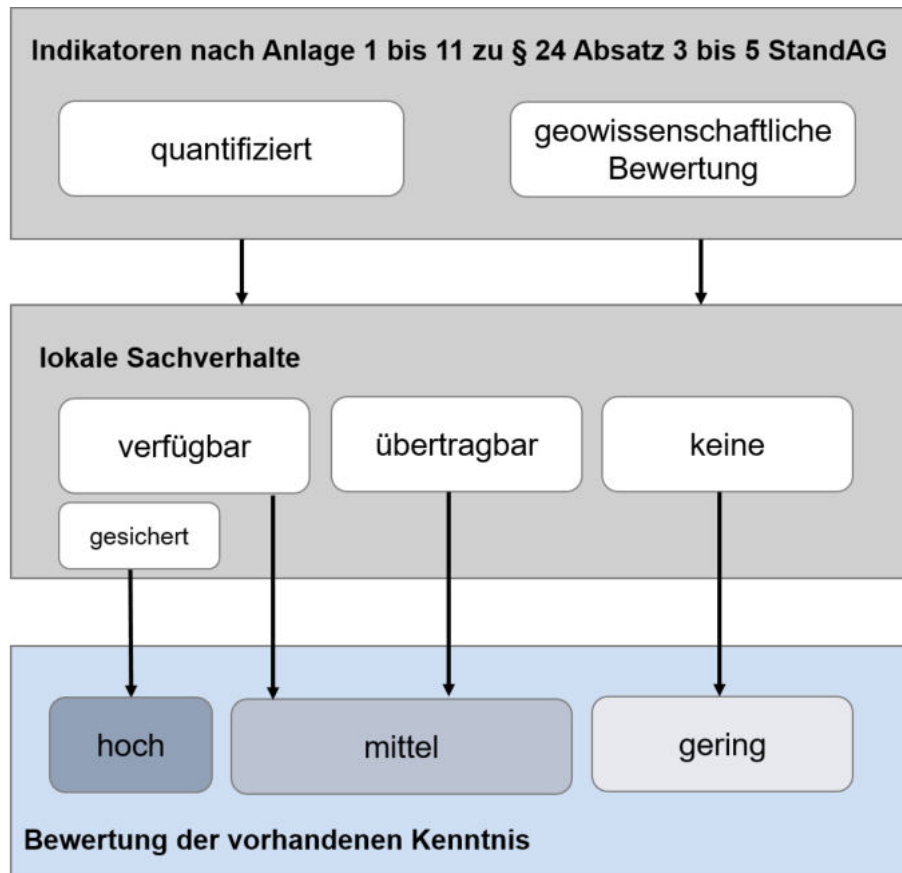 Indikatoren nach Anlage 1 bis 11 zu § 24 Absatz 3 bis 5 StandAG
quantifiziert
geowissenschaftliche
Bewertung
lokale Sachverhalte
verfügbar
übertragbar
keine
gesichert
hoch
mittel
gering
Bewertung der vorhandenen Kenntnis